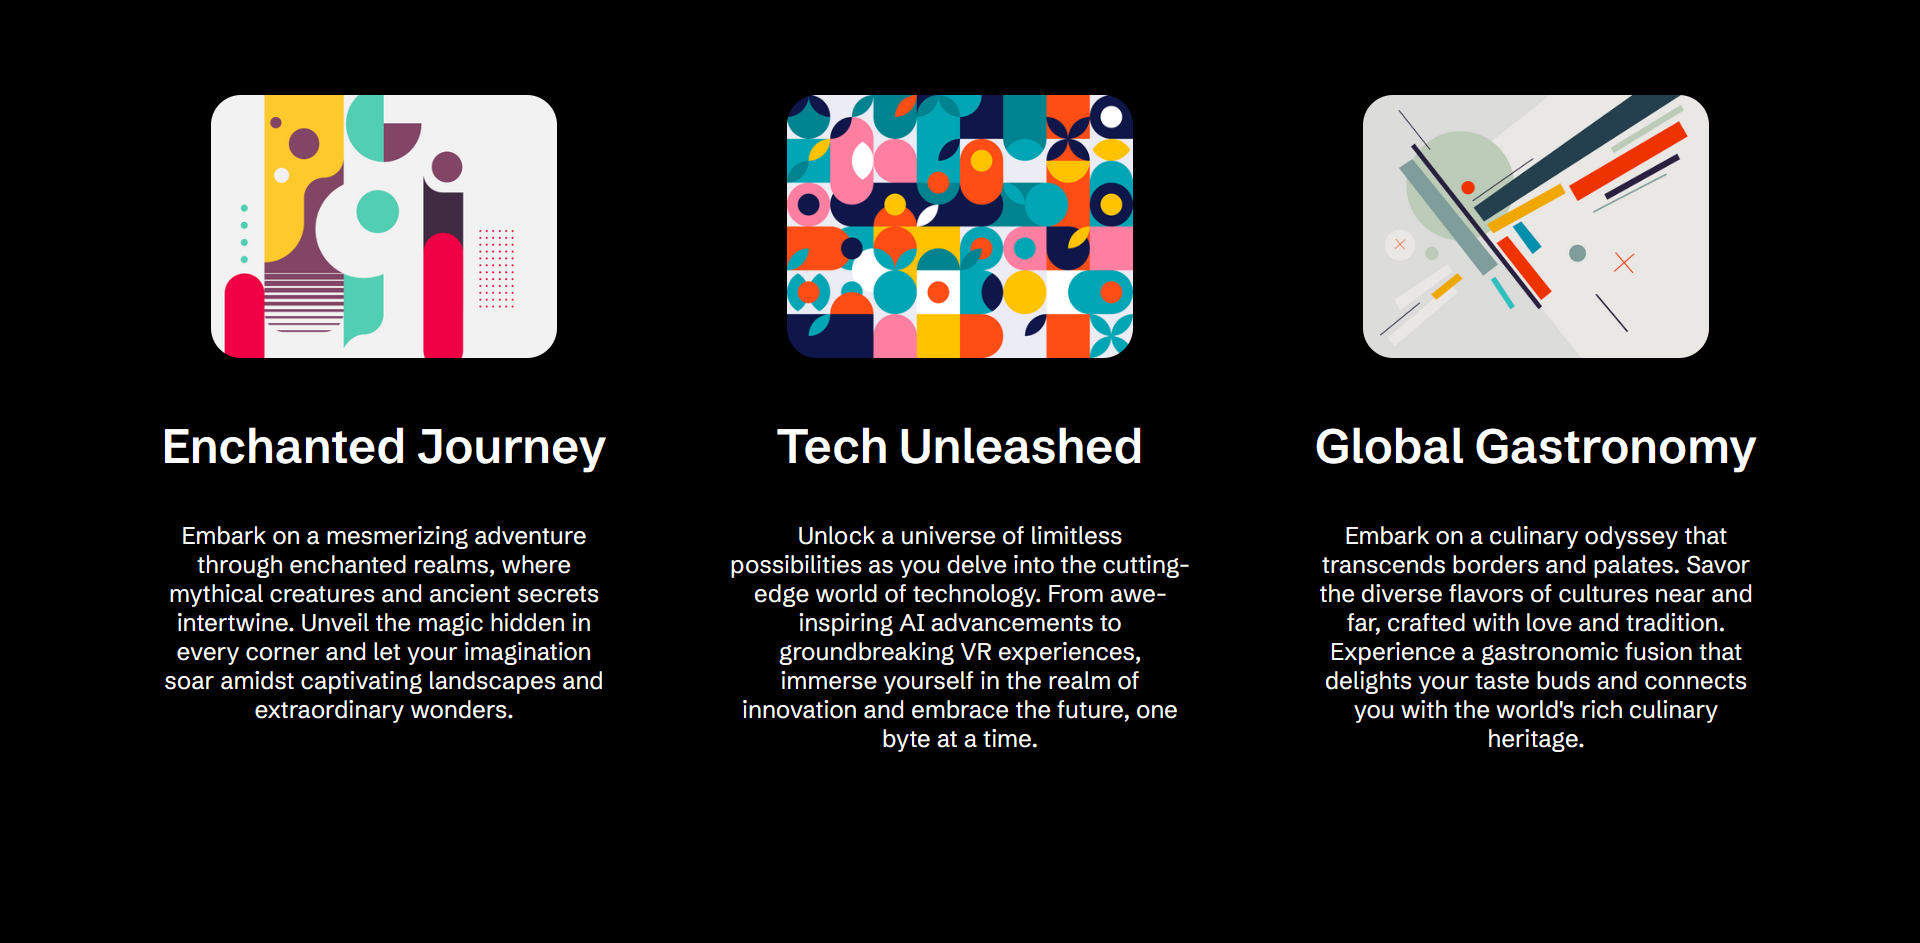 Enchanted Journey
Embark on a mesmerizing adventure
through enchanted realms, where
mythical creatures and ancient secrets
intertwine. Unveil the magic hidden in
every corner and let your imagination
soar amidst captivating landscapes and
extraordinary wonders.
Tech Unleashed
Unlock a universe of limitless
possibilities as you delve into the cutting-
edge world of technology. From awe-
inspiring AI advancements to
groundbreaking VR experiences,
immerse yourself in the realm of
innovation and embrace the future, one
byte at a time.
Global Gastronomy
Embark on a culinary odyssey that
transcends borders and palates. Savor
the diverse flavors of cultures near and
far, crafted with love and tradition.
Experience a gastronomic fusion that
delights your taste buds and connects
you with the world's rich culinary
heritage.